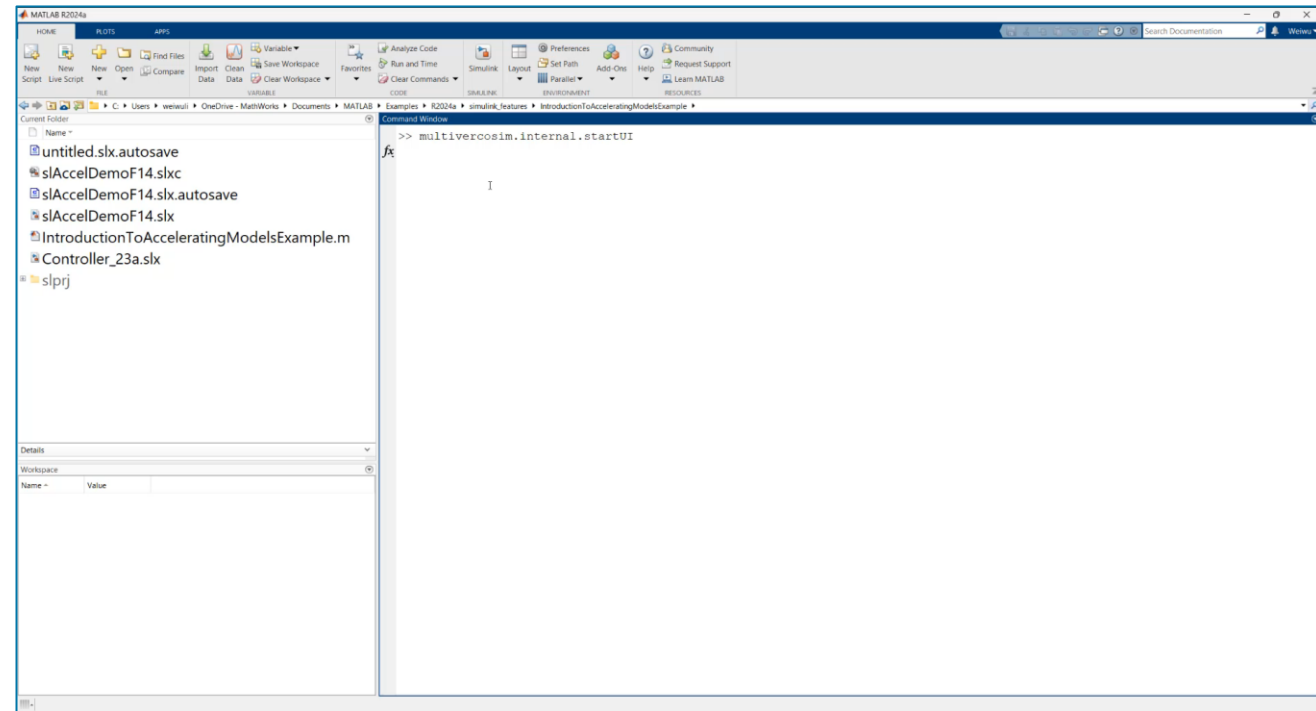 MATLAB R2024a
HOME PLOTS APPS
Search Documentation
Weiwu
New Script
New Live Script
New
Open
Find Files
Compare
Import Data
Clean Data
Variable
Save Workspace
Clear Workspace
Favorites
Analyze Code
Run and Time
Clear Commands
Simulink
Layout
Preferences
Set Path
Parallel
Add-Ons
Help
Community
Request Support
Learn MATLAB
FILE VARIABLE CODE SIMULINK ENVIRONMENT RESOURCES
C: Users weiwuli OneDrive - MathWorks Documents MATLAB Examples R2024a simulink_features IntroductionToAcceleratingModelsExample
Current Folder
Name
untitled.slx.autosave
slAccelDemoF14.slxc
slAccelDemoF14.slx.autosave
slAccelDemoF14.slx
IntroductionToAcceleratingModelsExample.m
Controller_23a.slx
slprj
Details
Workspace
Name Value
Command Window
>> multivercosim.internal.startUI
fx